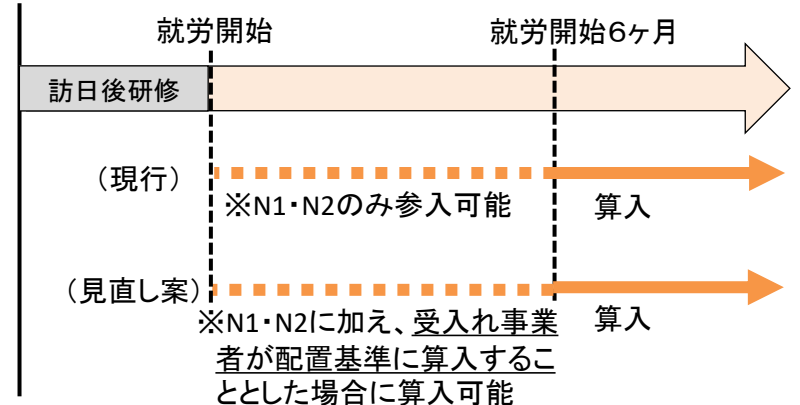 就労開始
就労開始6ヶ月
訪日後研修
（現行）
※N1・N2のみ参入可能
算入
（見直し案）
※N1・N2に加え、受入れ事業
者が配置基準に算入するこ
ととした場合に算入可能
算入